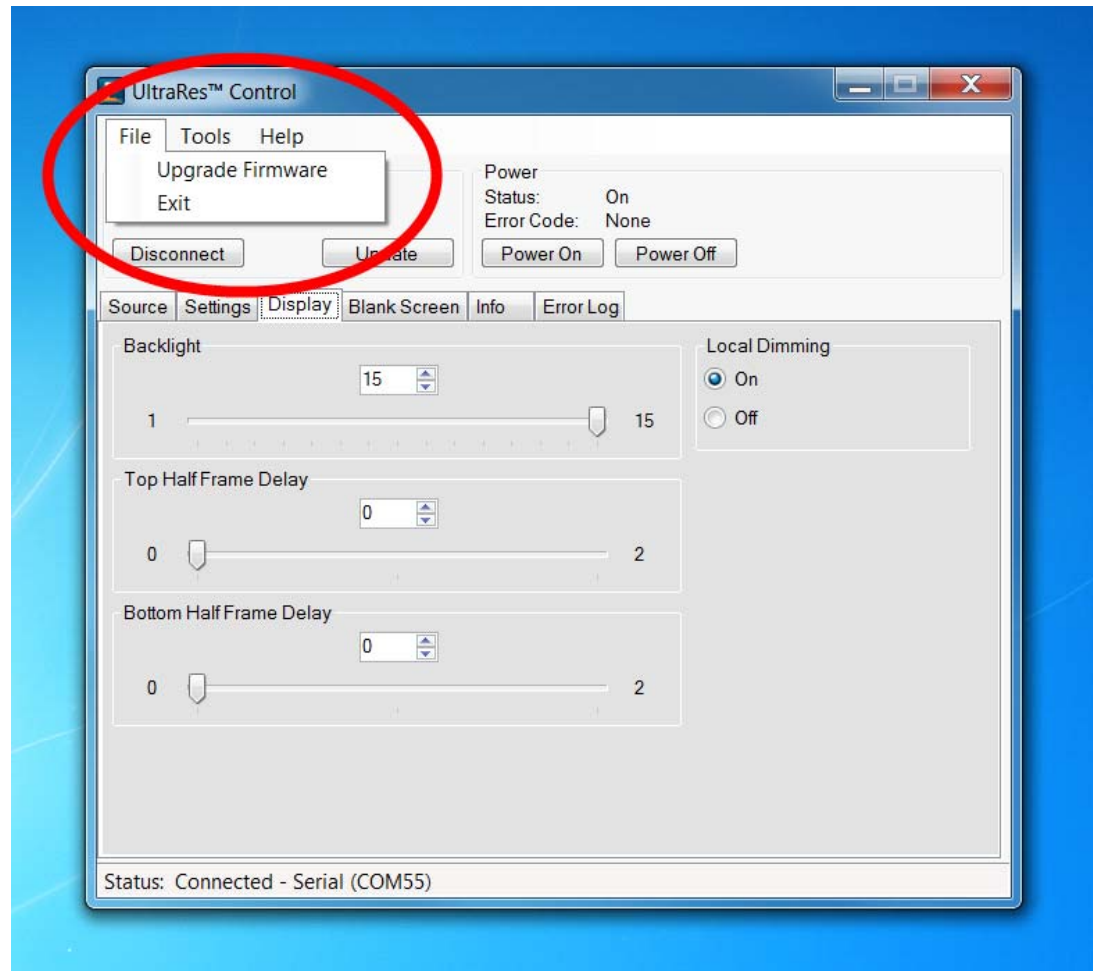 UltraRes™ Control
File Tools Help
Upgrade Firmware
Exit
Disconnect Update
Power
Status: On
Error Code: None
Power On Power Off
Source Settings Display Blank Screen Info Error Log
Backlight
15
1 15
Top Half Frame Delay
0
0 2
Bottom Half Frame Delay
0
0 2
Local Dimming
On
Off
Status: Connected - Serial (COM55)